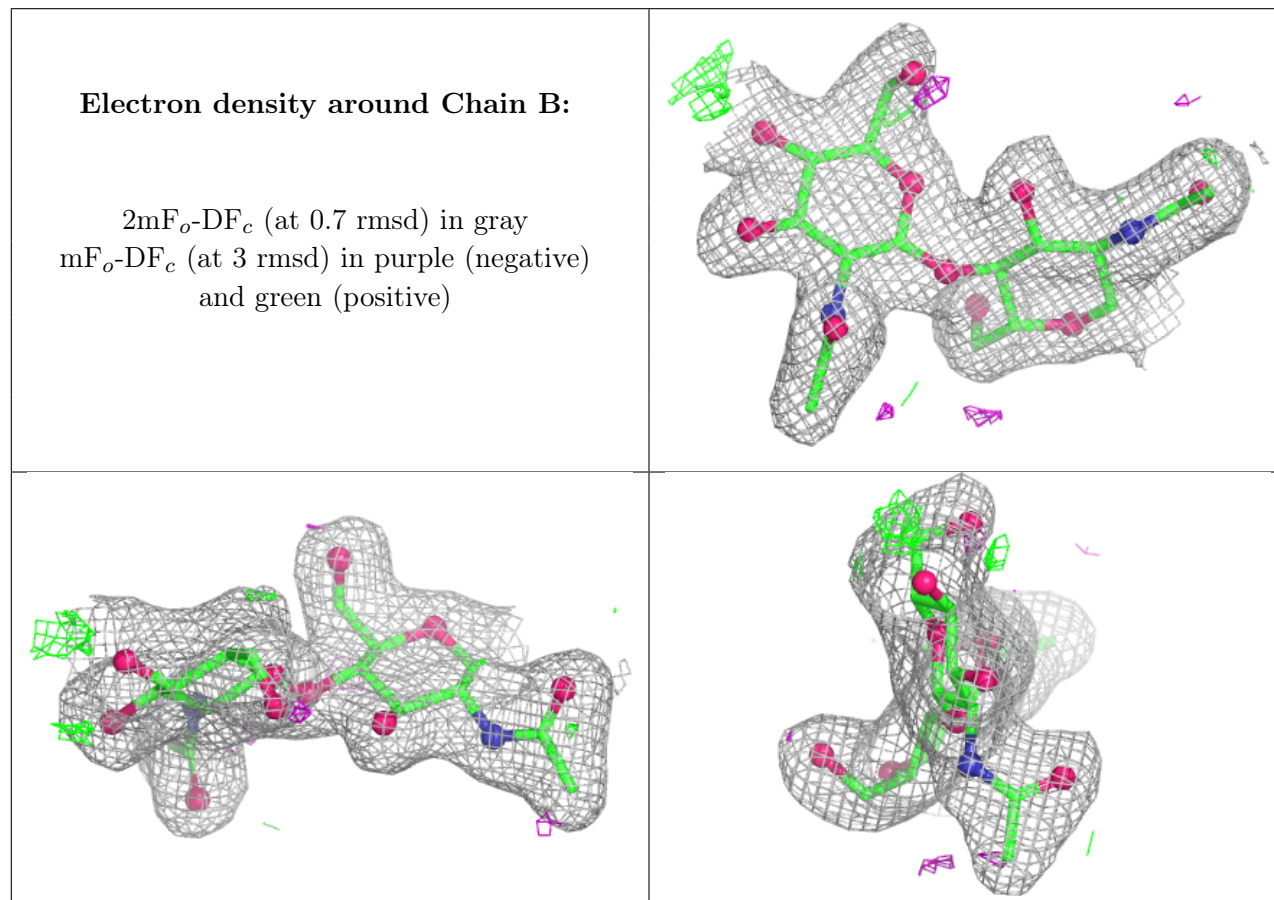 Electron density around Chain B:
2mFo-DFc (at 0.7 rmsd) in gray
mFo-DFc (at 3 rmsd) in purple (negative)
and green (positive)